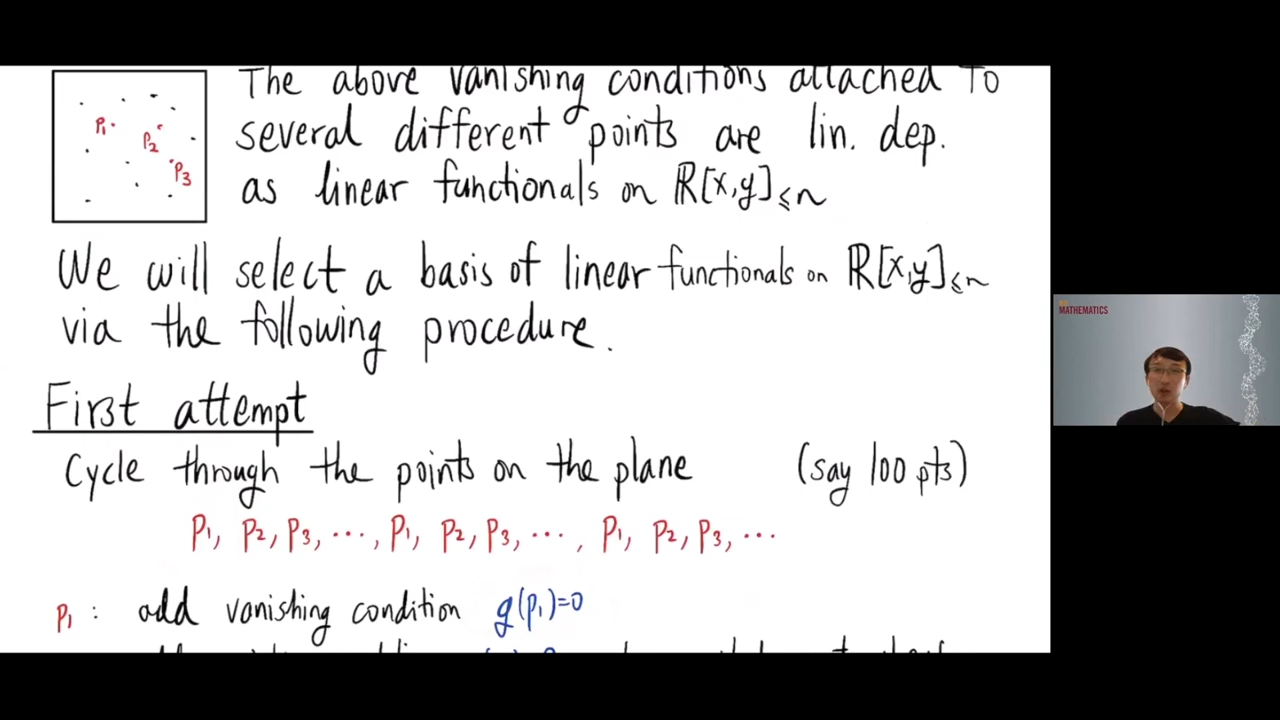 The above vanishing conditions attached to
several different points are lin. dep.
as linear functionals on ℝ[x,y]≤n
p₁ p₂ p₃
We will select a basis of linear functionals on ℝ[x,y]≤n
via the following procedure.
First attempt
Cycle through the points on the plane (say 100 pts)
p₁, p₂, p₃, ⋯, p₁, p₂, p₃, ⋯, p₁, p₂, p₃, ⋯
p₁ : add vanishing condition g(p₁)=0
MATHEMATICS